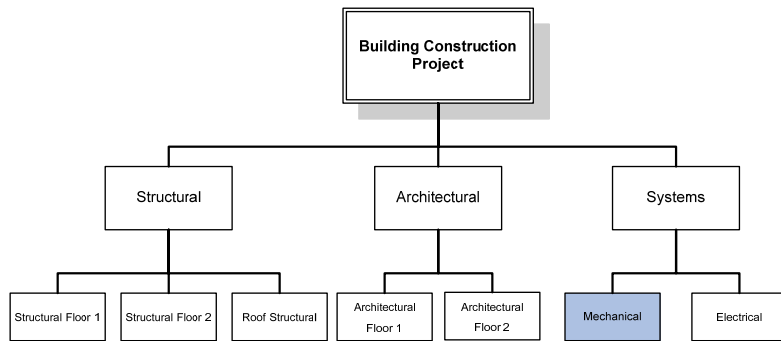 Building Construction
Project
Structural
Architectural
Systems
Structural Floor 1
Structural Floor 2
Roof Structural
Architectural
Floor 1
Architectural
Floor 2
Mechanical
Electrical